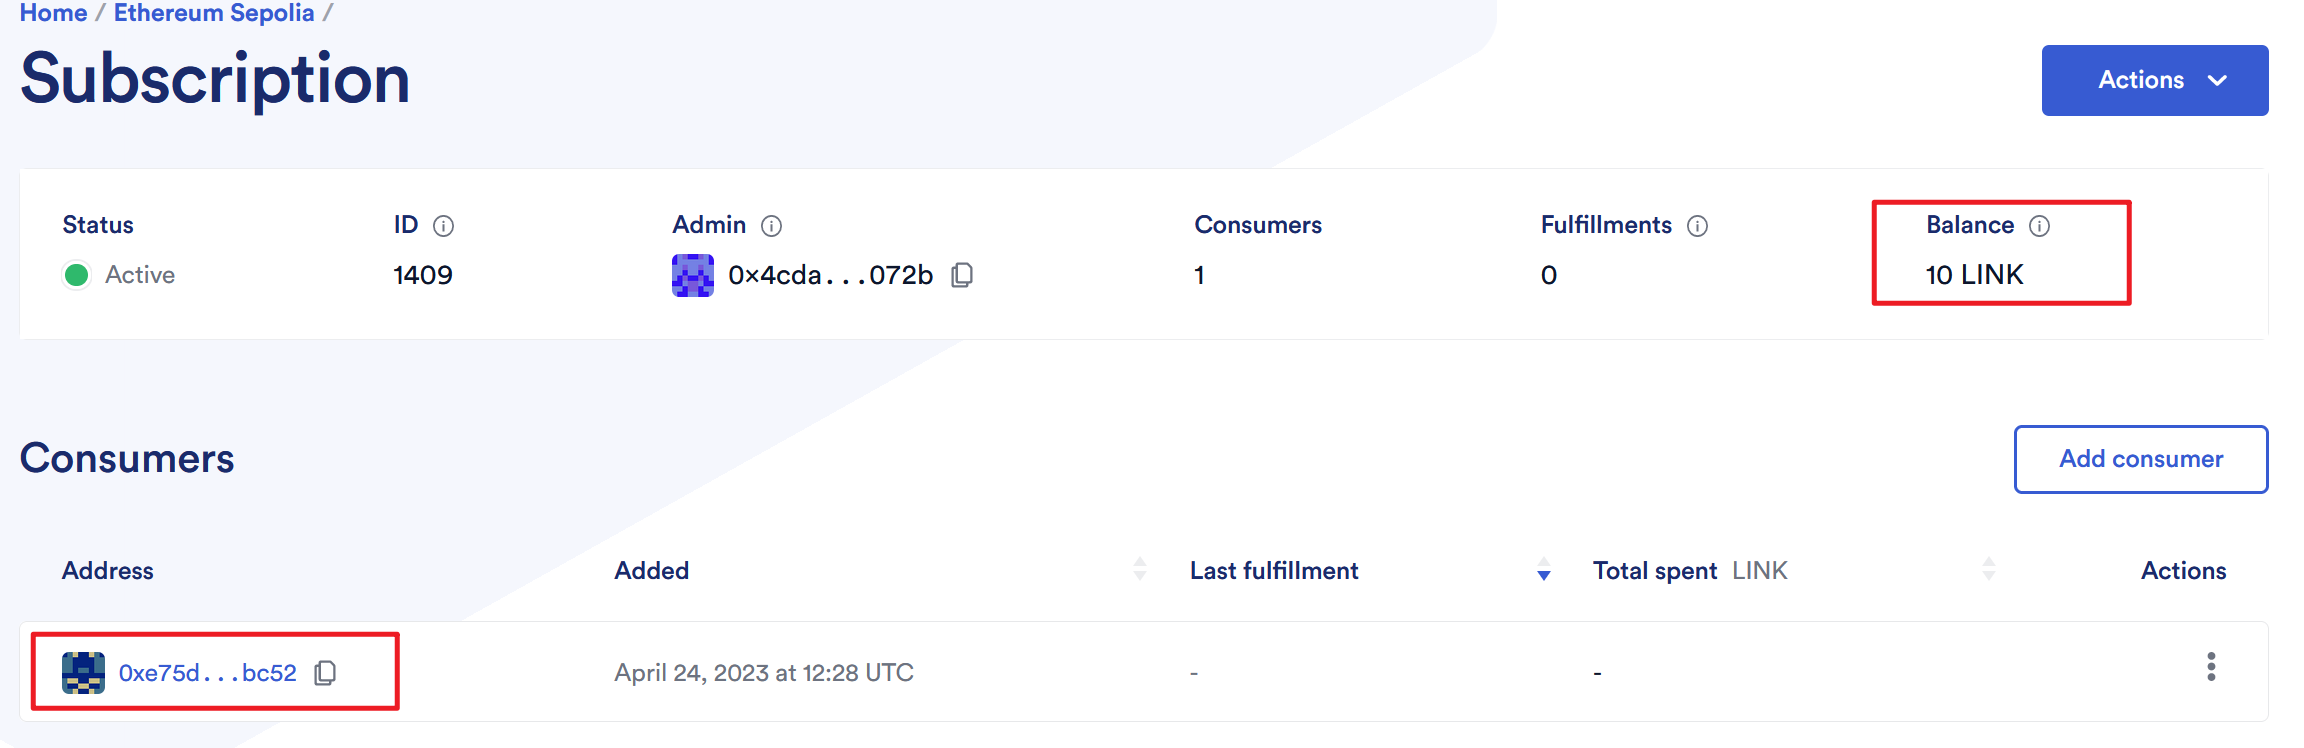 Home / Ethereum Sepolia /
Subscription
Actions
Status ID Admin Consumers Fulfillments Balance
Active 1409 0x4cda...072b 1 0 10 LINK
Consumers
Add consumer
Address Added Last fulfillment Total spent LINK Actions
0xe75d...bc52 April 24, 2023 at 12:28 UTC - -